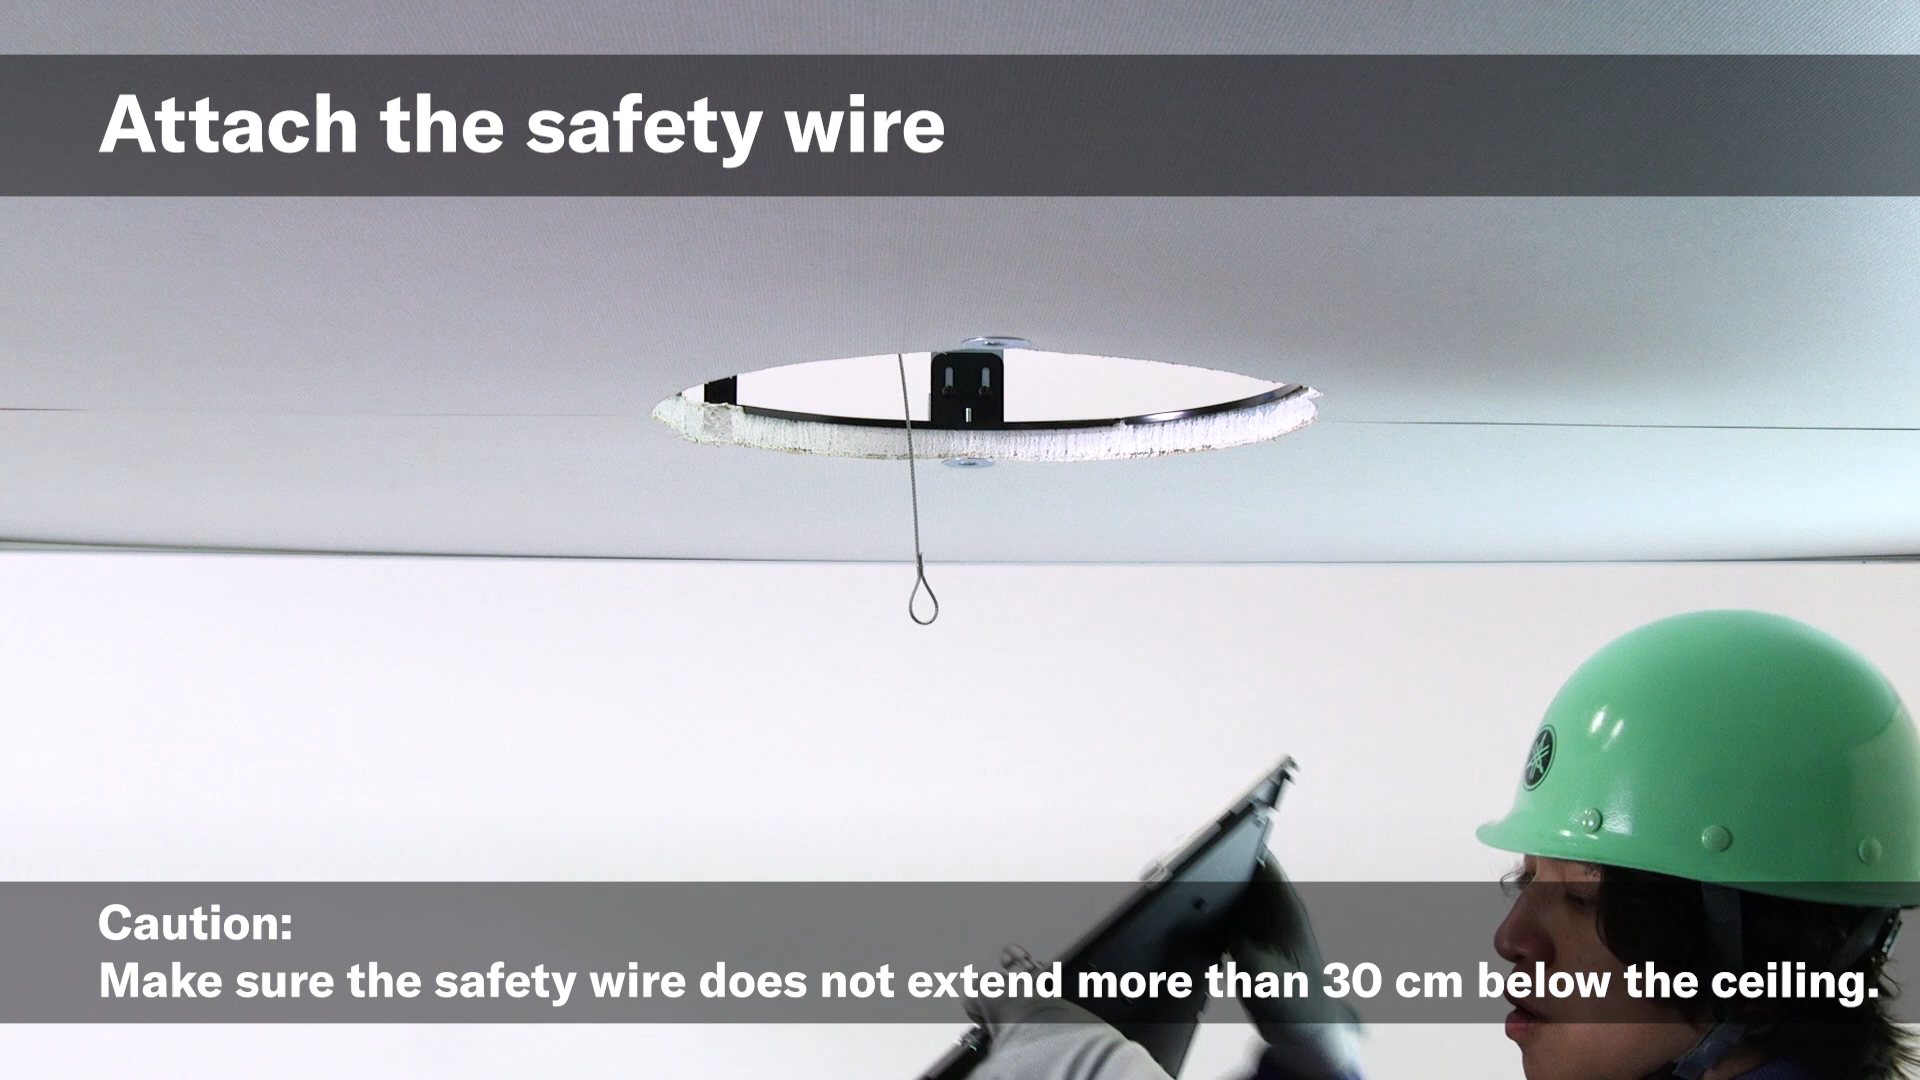 Attach the safety wire
Caution:
Make sure the safety wire does not extend more than 30 cm below the ceiling.